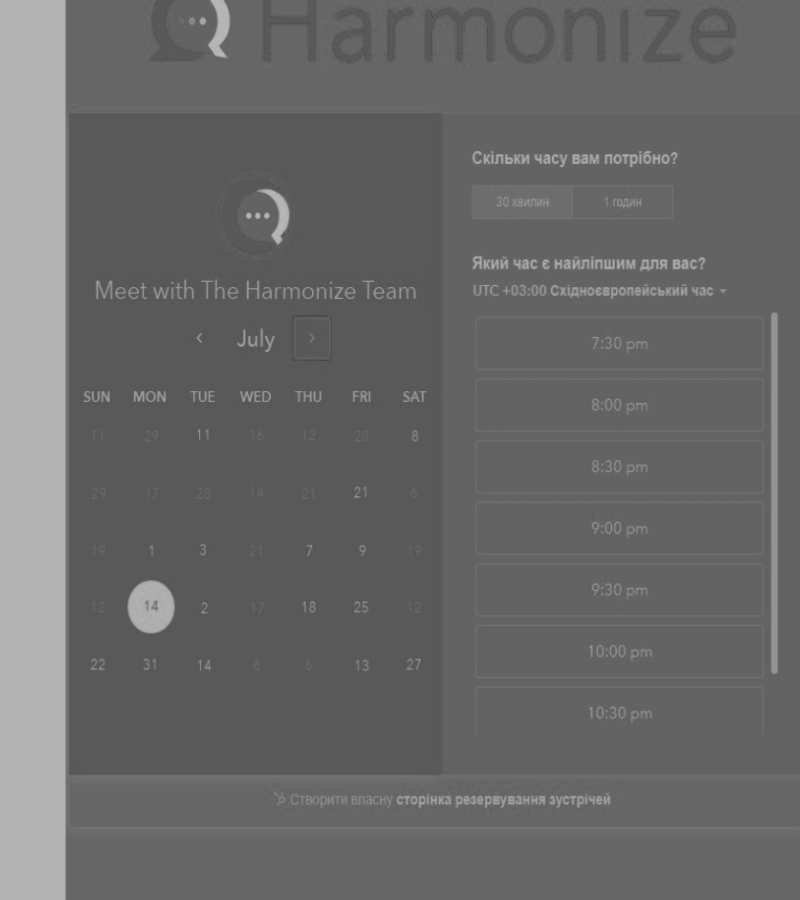 Harmonize
Meet with The Harmonize Team
July
SUN MON TUE WED THU FRI SAT
11 29 11 16 12 28 8
29 17 28 14 21 21 6
19 1 3 21 7 9 19
12 14 2 17 18 25 12
22 31 14 8 6 13 27
Скільки часу вам потрібно?
30 хвилин 1 годин
Який час є найліпшим для вас?
UTC +03:00 Східноєвропейський час
7:30 pm
8:00 pm
8:30 pm
9:00 pm
9:30 pm
10:00 pm
10:30 pm
Створити власну сторінка резервування зустрічей